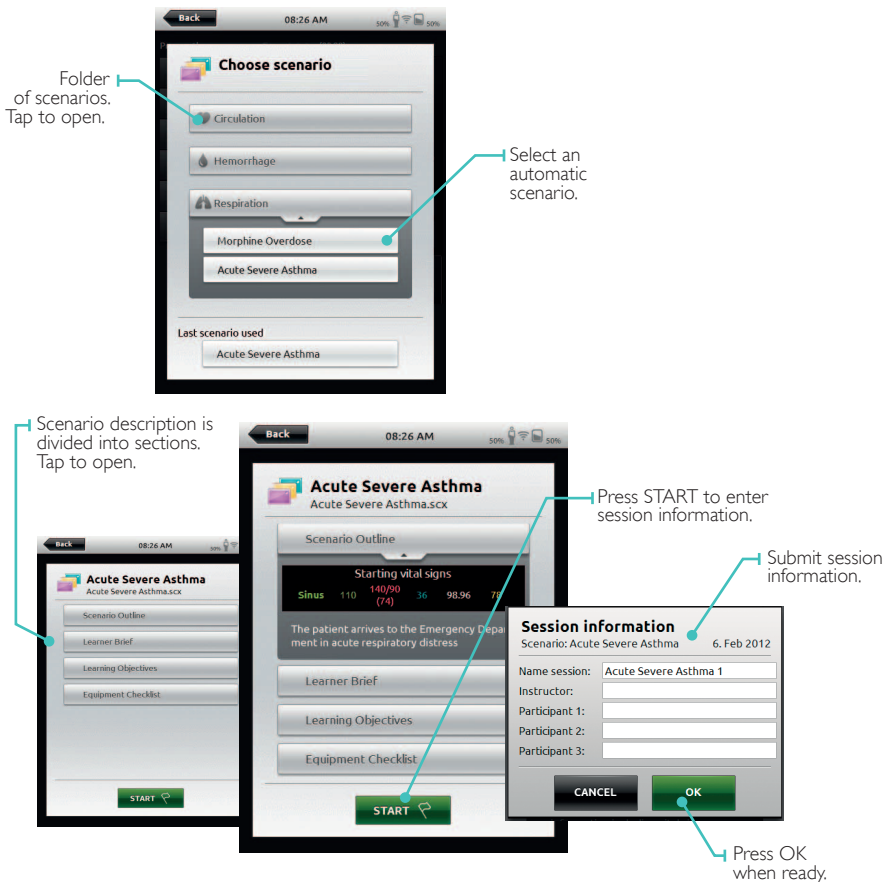 Back
08:26 AM
50%
50%
Choose scenario
Folder
of scenarios.
Tap to open.
Circulation
Hemorrhage
Select an
automatic
scenario.
Respiration
Morphine Overdose
Acute Severe Asthma
Last scenario used
Acute Severe Asthma
Scenario description is
divided into sections.
Tap to open.
Back
08:26 AM
50%
Acute Severe Asthma
Acute Severe Asthma.scx
Scenario Outline
Learner Brief
Learning Objectives
Equipment Checklist
START
Back
08:26 AM
50%
50%
Acute Severe Asthma
Acute Severe Asthma.scx
Press START to enter
session information.
Scenario Outline
Starting vital signs
Sinus 110 140/90 (74) 36 98.96 78
The patient arrives to the Emergency Depar
ment in acute respiratory distress
Learner Brief
Learning Objectives
Equipment Checklist
START
Submit session
information.
Session information
Scenario: Acute Severe Asthma 6. Feb 2012
Name session: Acute Severe Asthma 1
Instructor:
Participant 1:
Participant 2:
Participant 3:
CANCEL
OK
Press OK
when ready.